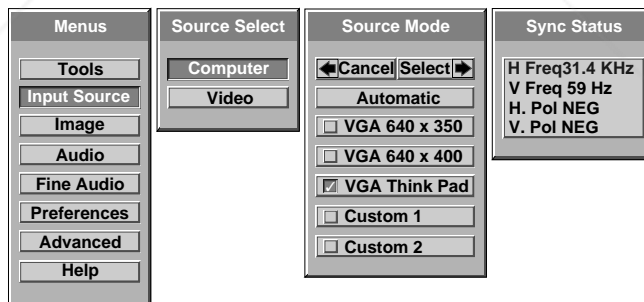 Menus
Tools
Input Source
Image
Audio
Fine Audio
Preferences
Advanced
Help
Source Select
Computer
Video
Source Mode
Cancel Select
Automatic
VGA 640 x 350
VGA 640 x 400
VGA Think Pad
Custom 1
Custom 2
Sync Status
H Freq31.4 KHz
V Freq 59 Hz
H. Pol NEG
V. Pol NEG